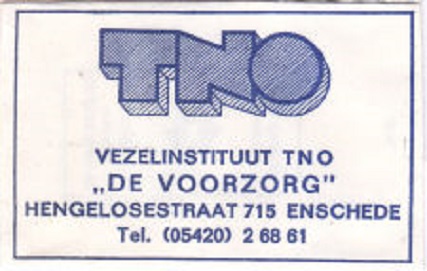 TNO
VEZELINSTITUUT TNO
„DE VOORZORG"
HENGELOSESTRAAT 715 ENSCHEDE
Tel. (05420) 2 68 61